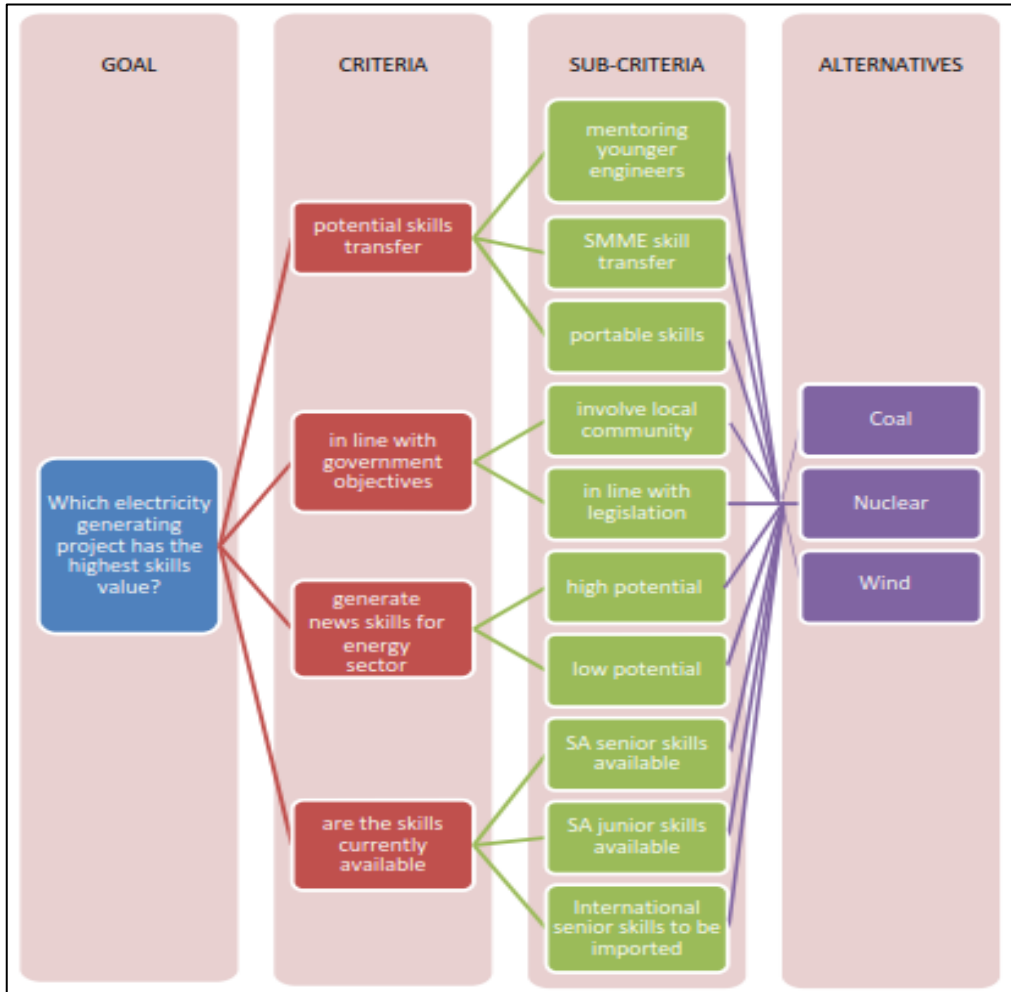 GOAL
CRITERIA
SUB-CRITERIA
ALTERNATIVES
Which electricity
generating
project has the
highest skills
value?
potential skills
transfer
in line with
government
objectives
generate
news skills for
energy
sector
are the skills
currently
available
mentoring
younger
engineers
SMME skill
transfer
portable skills
involve local
community
in line with
legislation
high potential
low potential
SA senior skills
available
SA junior skills
available
International
senior skills to be
imported
Coal
Nuclear
Wind